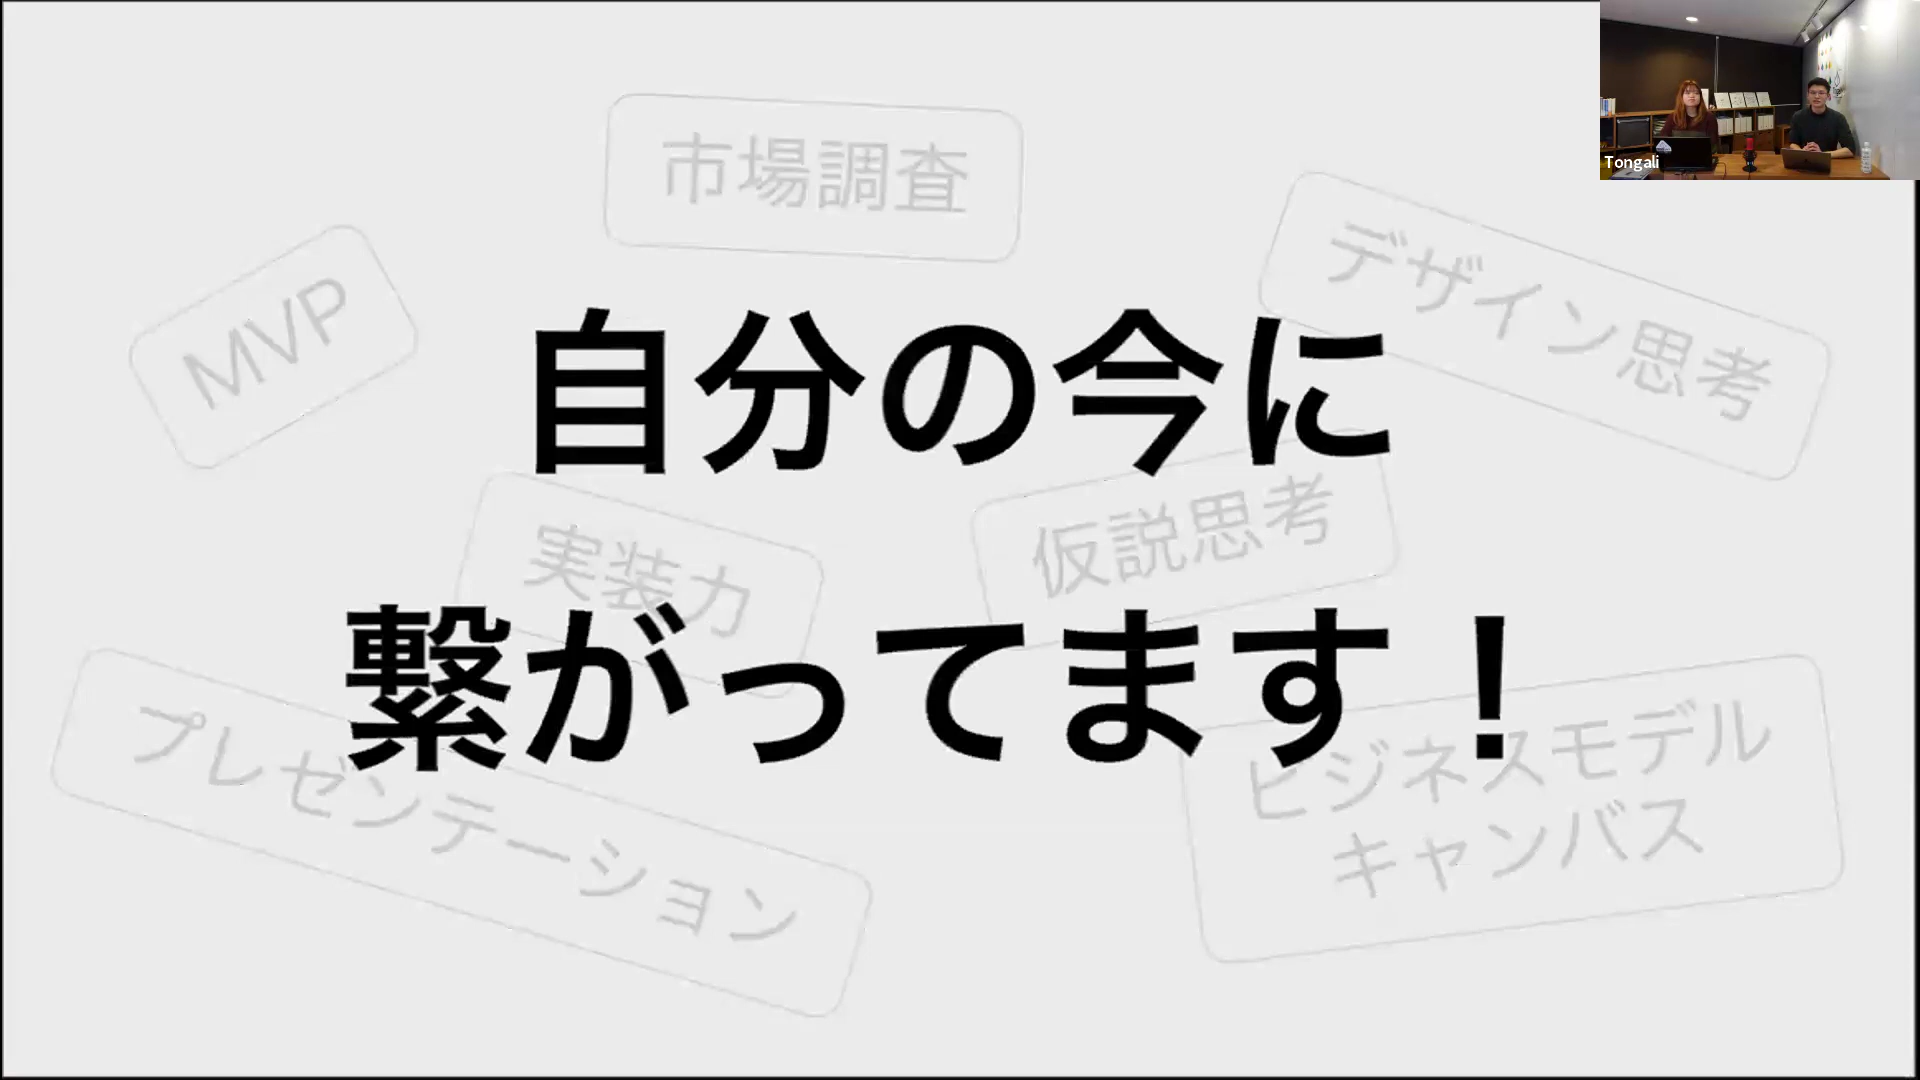 市場調査
デザイン思考
MVP
自分の今に
実装力
仮説思考
繋がってます！
プレゼンテーション
ビジネスモデル
キャンバス
Tongali